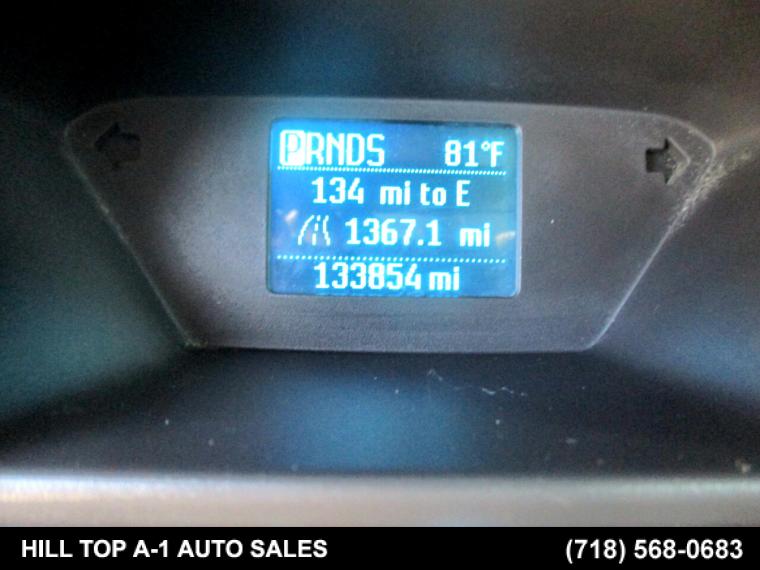 PRNDS 81°F
134 mi to E
1367.1 mi
133854 mi
HILL TOP A-1 AUTO SALES (718) 568-0683